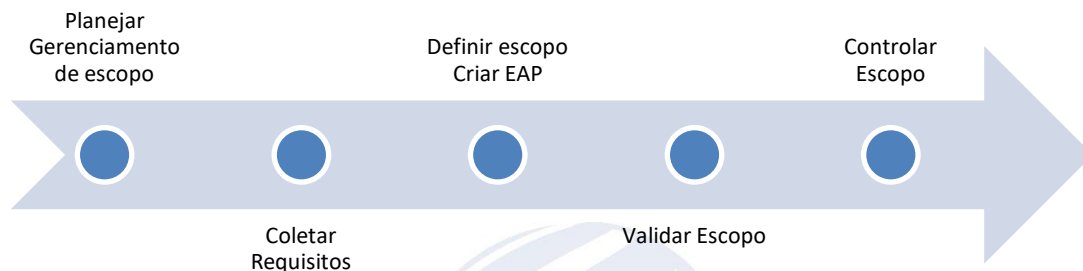 Planejar
Gerenciamento
de escopo
Coletar
Requisitos
Definir escopo
Criar EAP
Validar Escopo
Controlar
Escopo